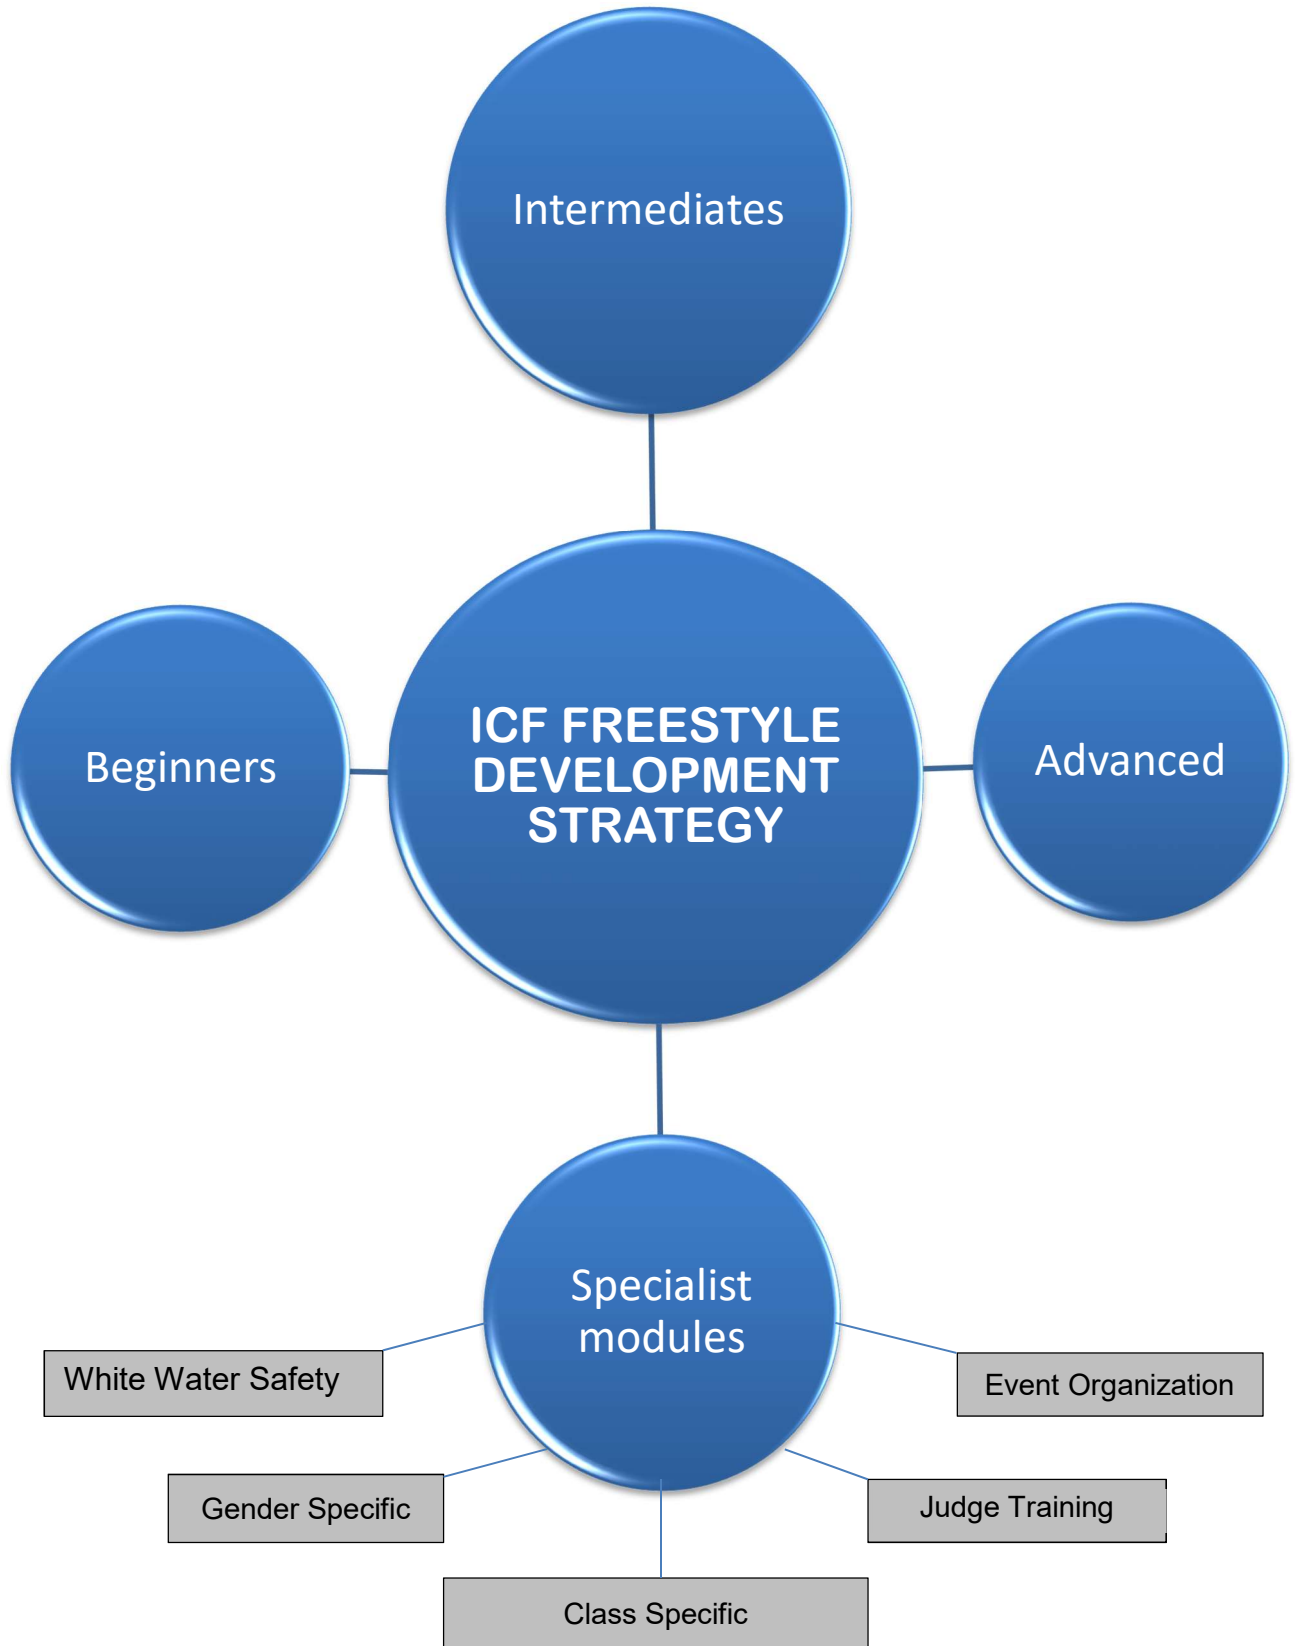 Intermediates
ICF FREESTYLE
DEVELOPMENT
STRATEGY
Beginners
Advanced
Specialist
modules
White Water Safety
Event Organization
Gender Specific
Judge Training
Class Specific